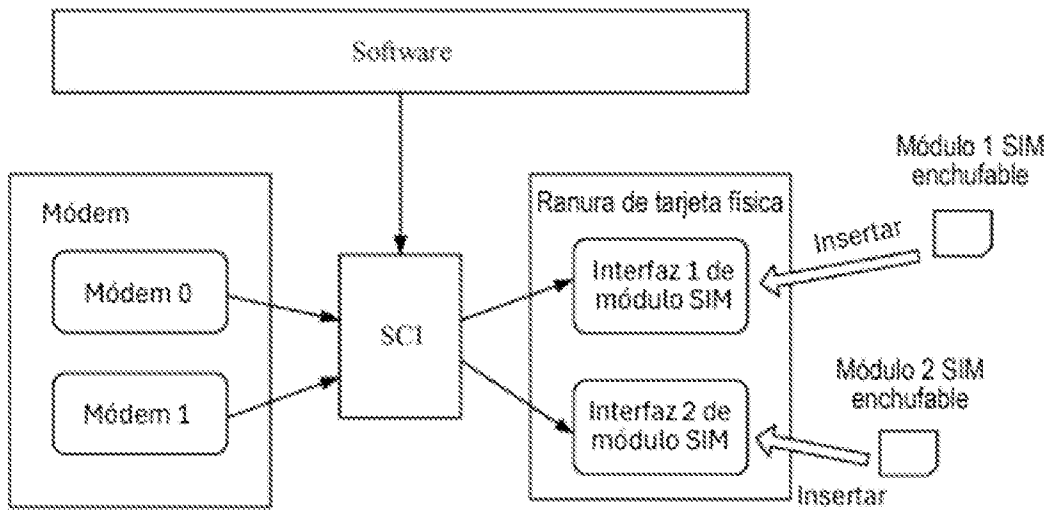 Software
Módem
Módem 0
Módem 1
SCI
Ranura de tarjeta física
Interfaz 1 de
módulo SIM
Interfaz 2 de
módulo SIM
Módulo 1 SIM
enchufable
Insertar
Módulo 2 SIM
enchufable
Insertar